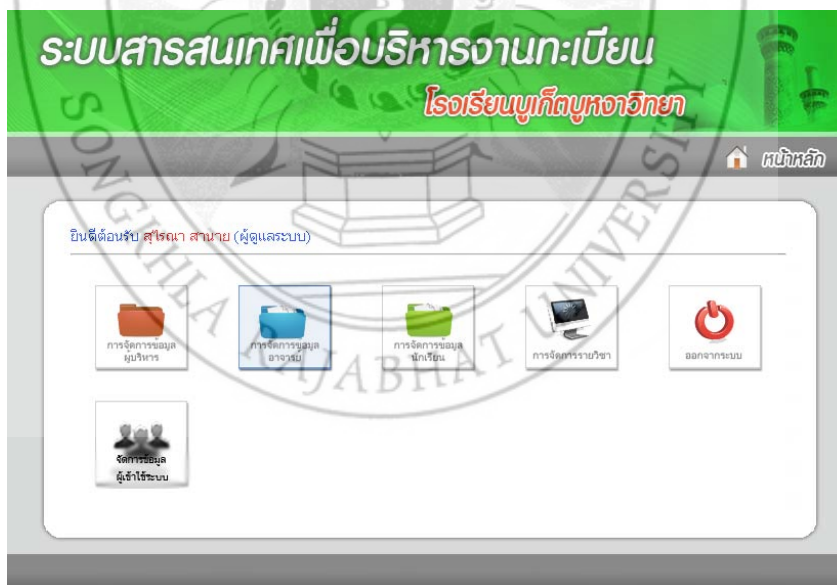 ระบบสารสนเทศเพื่อบริหารงานทะเบียน
โรงเรียนบูเก็ตบูหงาวิทยา
หน้าหลัก
ยินดีต้อนรับ สุไรณา สานาย (ผู้ดูแลระบบ)
การจัดการข้อมูล
ผู้บริหาร
การจัดการข้อมูล
อาจารย์
การจัดการข้อมูล
นักเรียน
การจัดการรายวิชา
ออกจากระบบ
จัดการข้อมูล
ผู้เข้าใช้ระบบ
SONGKHLA RAJABHAT UNIVERSITY